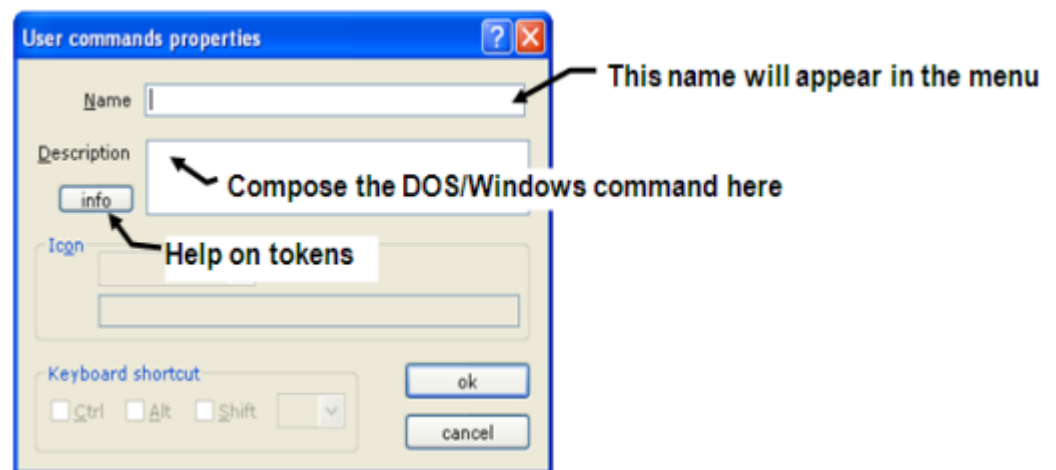 User commands properties
This name will appear in the menu
Name
Description
Compose the DOS/Windows command here
info
Help on tokens
Icon
Keyboard shortcut
Ctrl Alt Shift
ok
cancel